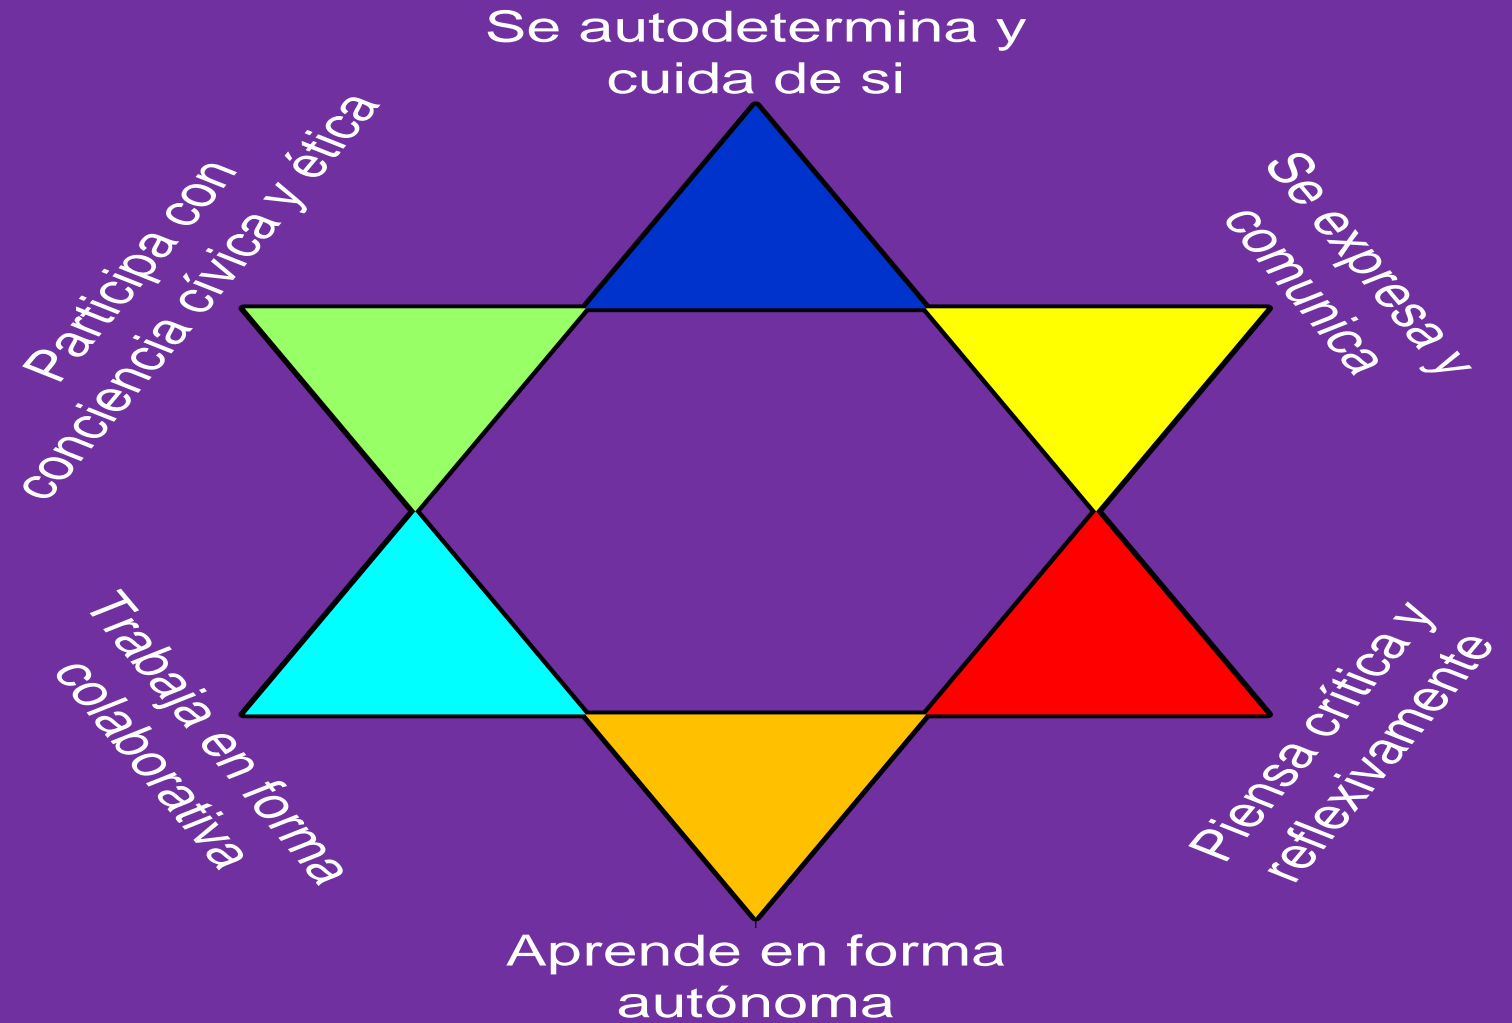 Se autodetermina y
cuida de si
Participa con
conciencia cívica y ética
Se expresa y
comunica
Trabaja en forma
colaborativa
Piensa crítica y
reflexivamente
Aprende en forma
autónoma